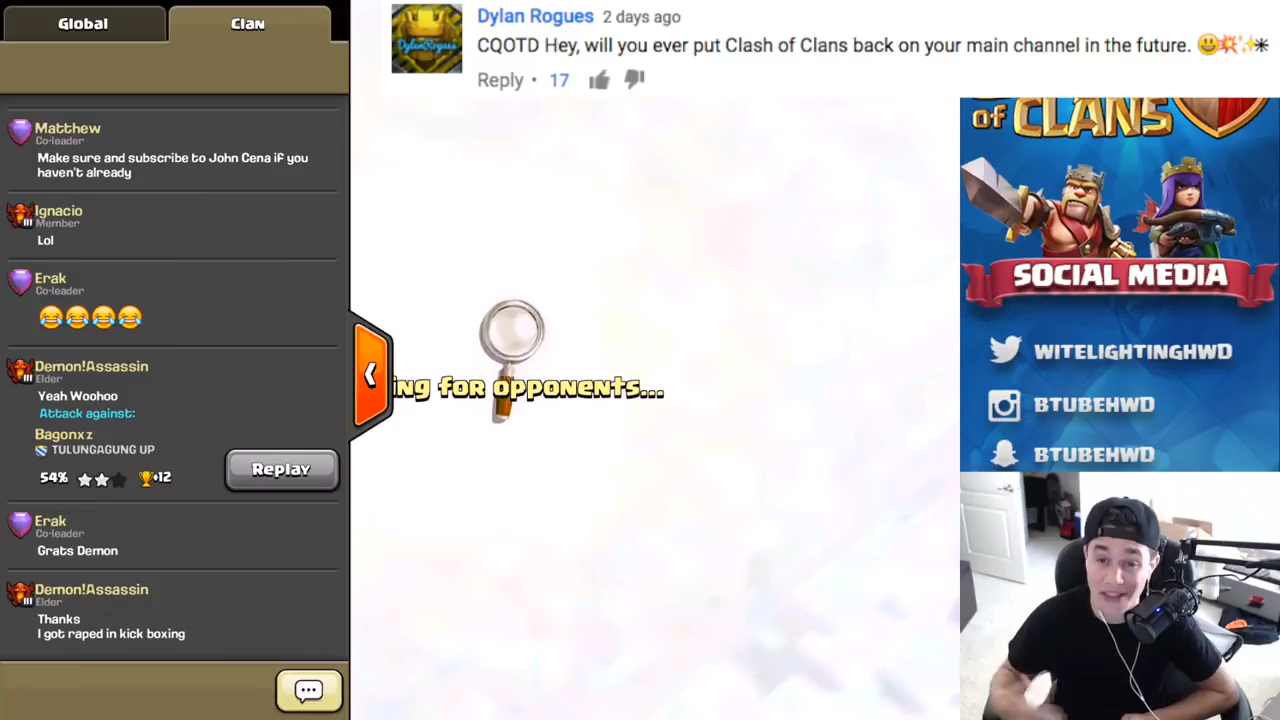 Global
Clan
Matthew
Co-leader
Make sure and subscribe to John Cena if you
haven't already
Ignacio
Member
Lol
Erak
Co-leader
😂😂😂😂
Demon!Assassin
Elder
Yeah Woohoo
Attack against:
Bagonxz
TULUNGAGUNG UP
54% +12
Replay
Erak
Co-leader
Grats Demon
Demon!Assassin
Elder
Thanks
I got raped in kick boxing
Dylan Rogues 2 days ago
CQOTD Hey, will you ever put Clash of Clans back on your main channel in the future. 😃💥✨✳
Reply • 17
DylanRogues
ing for opponents...
of CLANS
SOCIAL MEDIA
WITELIGHTINGHWD
BTUBEHWD
BTUBEHWD